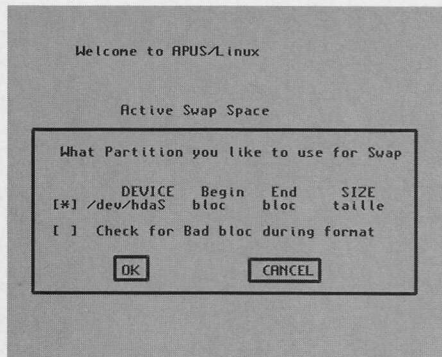 Welcome to APUS/Linux
Active Swap Space
What Partition you like to use for Swap
DEVICE Begin End SIZE
[*] /dev/hdaS bloc bloc taille
[ ] Check for Bad bloc during format
OK CANCEL